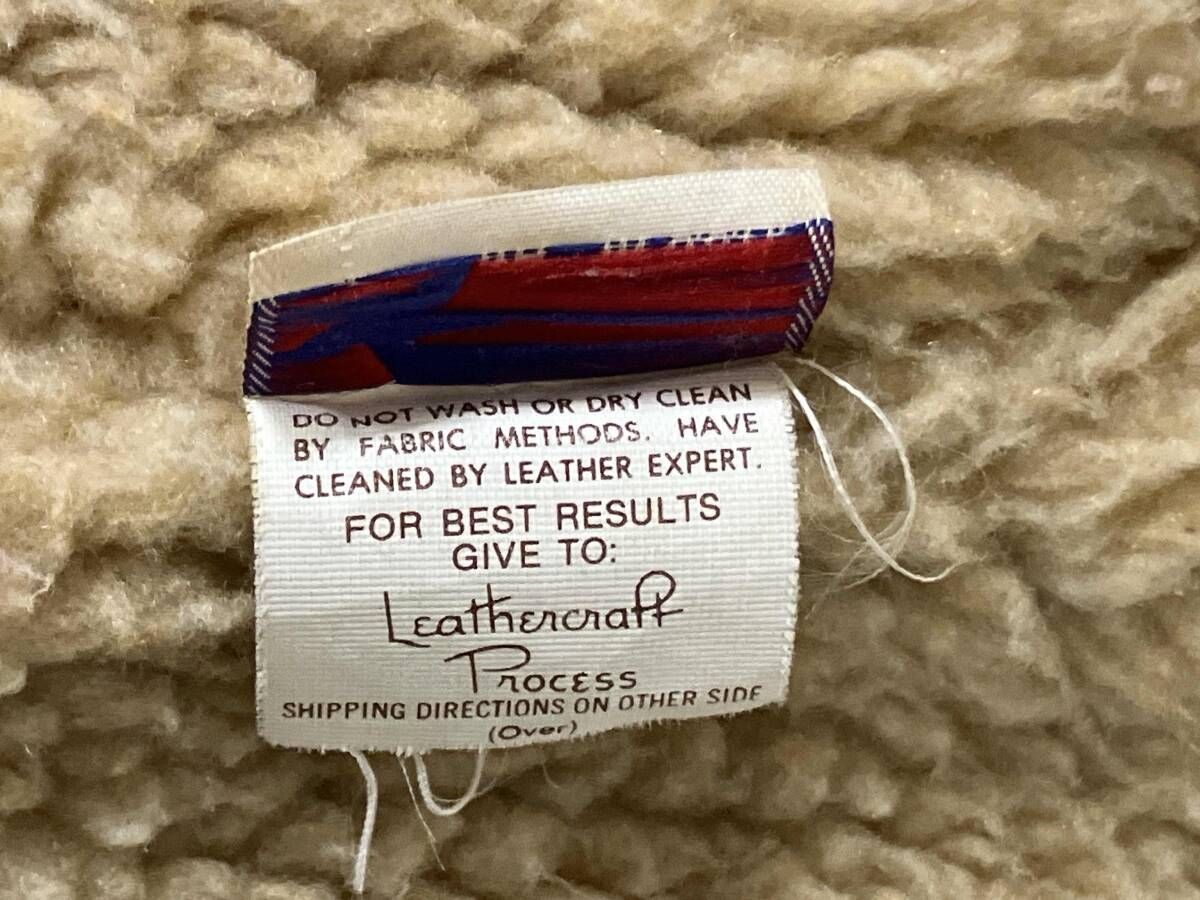 DO NOT WASH OR DRY CLEAN
BY FABRIC METHODS. HAVE
CLEANED BY LEATHER EXPERT.
FOR BEST RESULTS
GIVE TO:
Leathercraft
Process
SHIPPING DIRECTIONS ON OTHER SIDE
(Over)